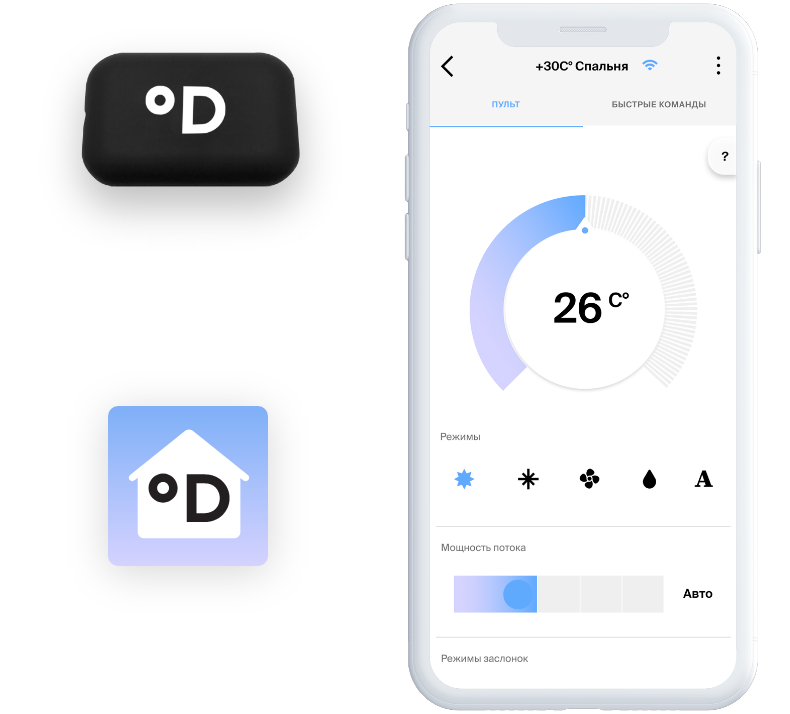 °D
°D
+30C° Спальня
ПУЛЬТ
БЫСТРЫЕ КОМАНДЫ
?
26 C°
Режимы
A
Мощность потока
Авто
Режимы заслонок